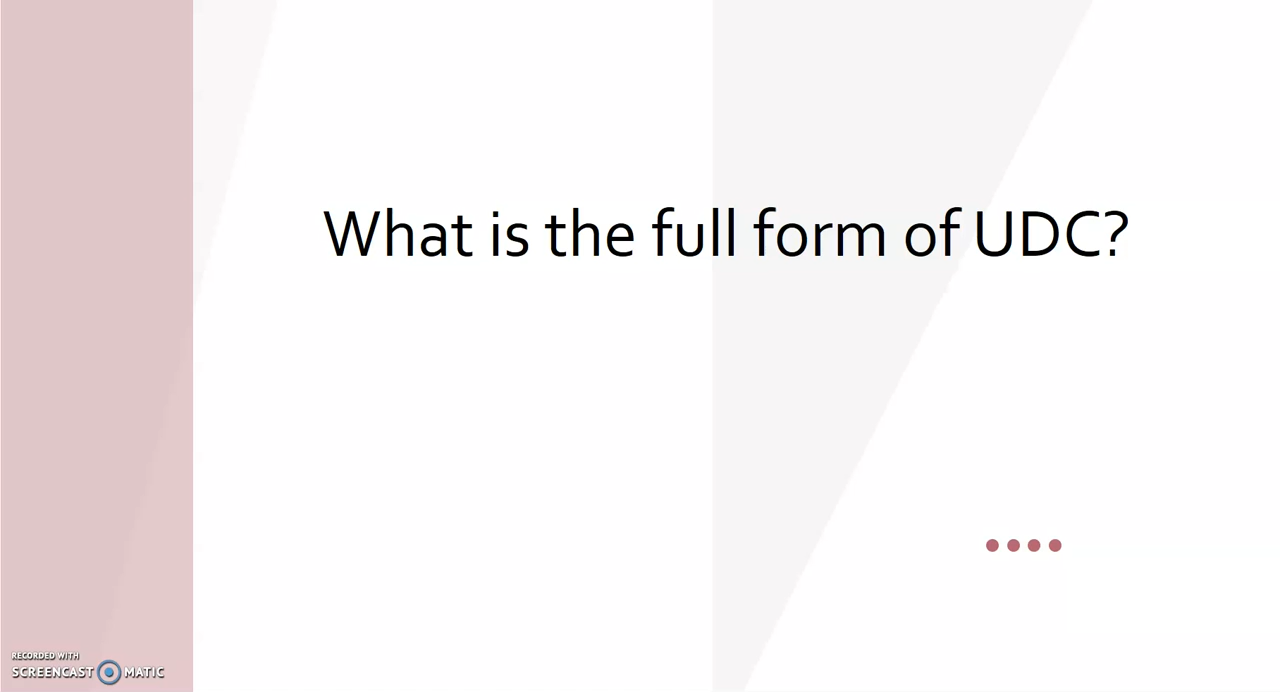 What is the full form of UDC?
RECORDED WITH
SCREENCAST MATIC